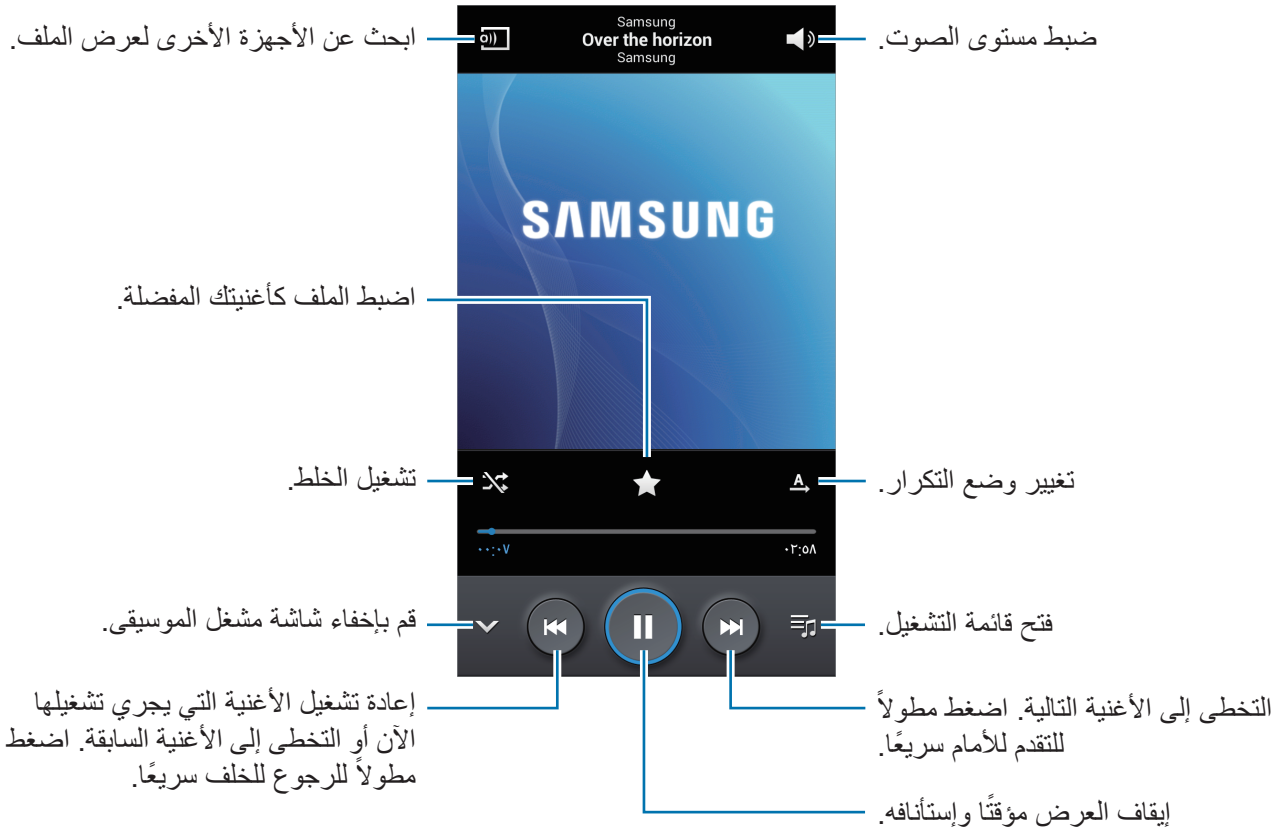 Samsung
Over the horizon
Samsung
ضبط مستوى الصوت.
ابحث عن الأجهزة الأخرى لعرض الملف.
SAMSUNG
اضبط الملف كأغنيتك المفضلة.
تغيير وضع التكرار.
A
تشغيل الخلط.
٠٠:٠٧
٠٢:٥٨
فتح قائمة التشغيل.
قم بإخفاء شاشة مشغل الموسيقى.
التخطى إلى الأغنية التالية. اضغط مطولاً
للتقدم للأمام سريعًا.
إعادة تشغيل الأغنية التي يجري تشغيلها
الآن أو التخطى إلى الأغنية السابقة. اضغط
مطولاً للرجوع للخلف سريعًا.
إيقاف العرض مؤقتًا وإستأنافه.